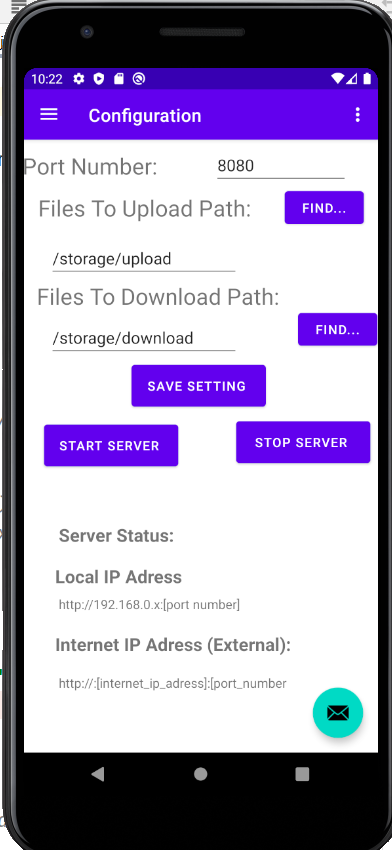 10:22
Configuration
Port Number: 8080
Files To Upload Path: FIND...
/storage/upload
Files To Download Path:
/storage/download FIND...
SAVE SETTING
START SERVER STOP SERVER
Server Status:
Local IP Adress
http://192.168.0.x:[port number]
Internet IP Adress (External):
http://:[internet_ip_adress]:[port_number